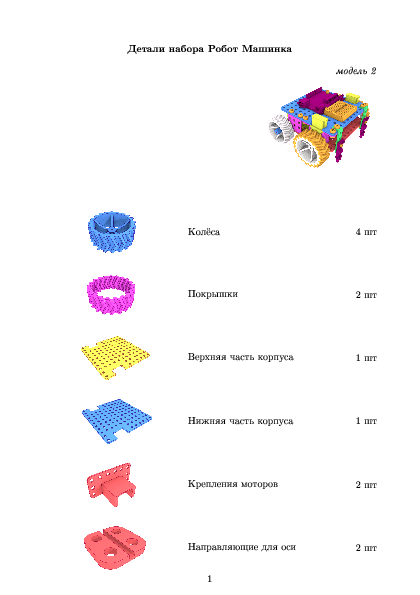 Детали набора Робот Машинка
модель 2
Колёса 4 шт
Покрышки 2 шт
Верхняя часть корпуса 1 шт
Нижняя часть корпуса 1 шт
Крепления моторов 2 шт
Направляющие для оси 2 шт
1